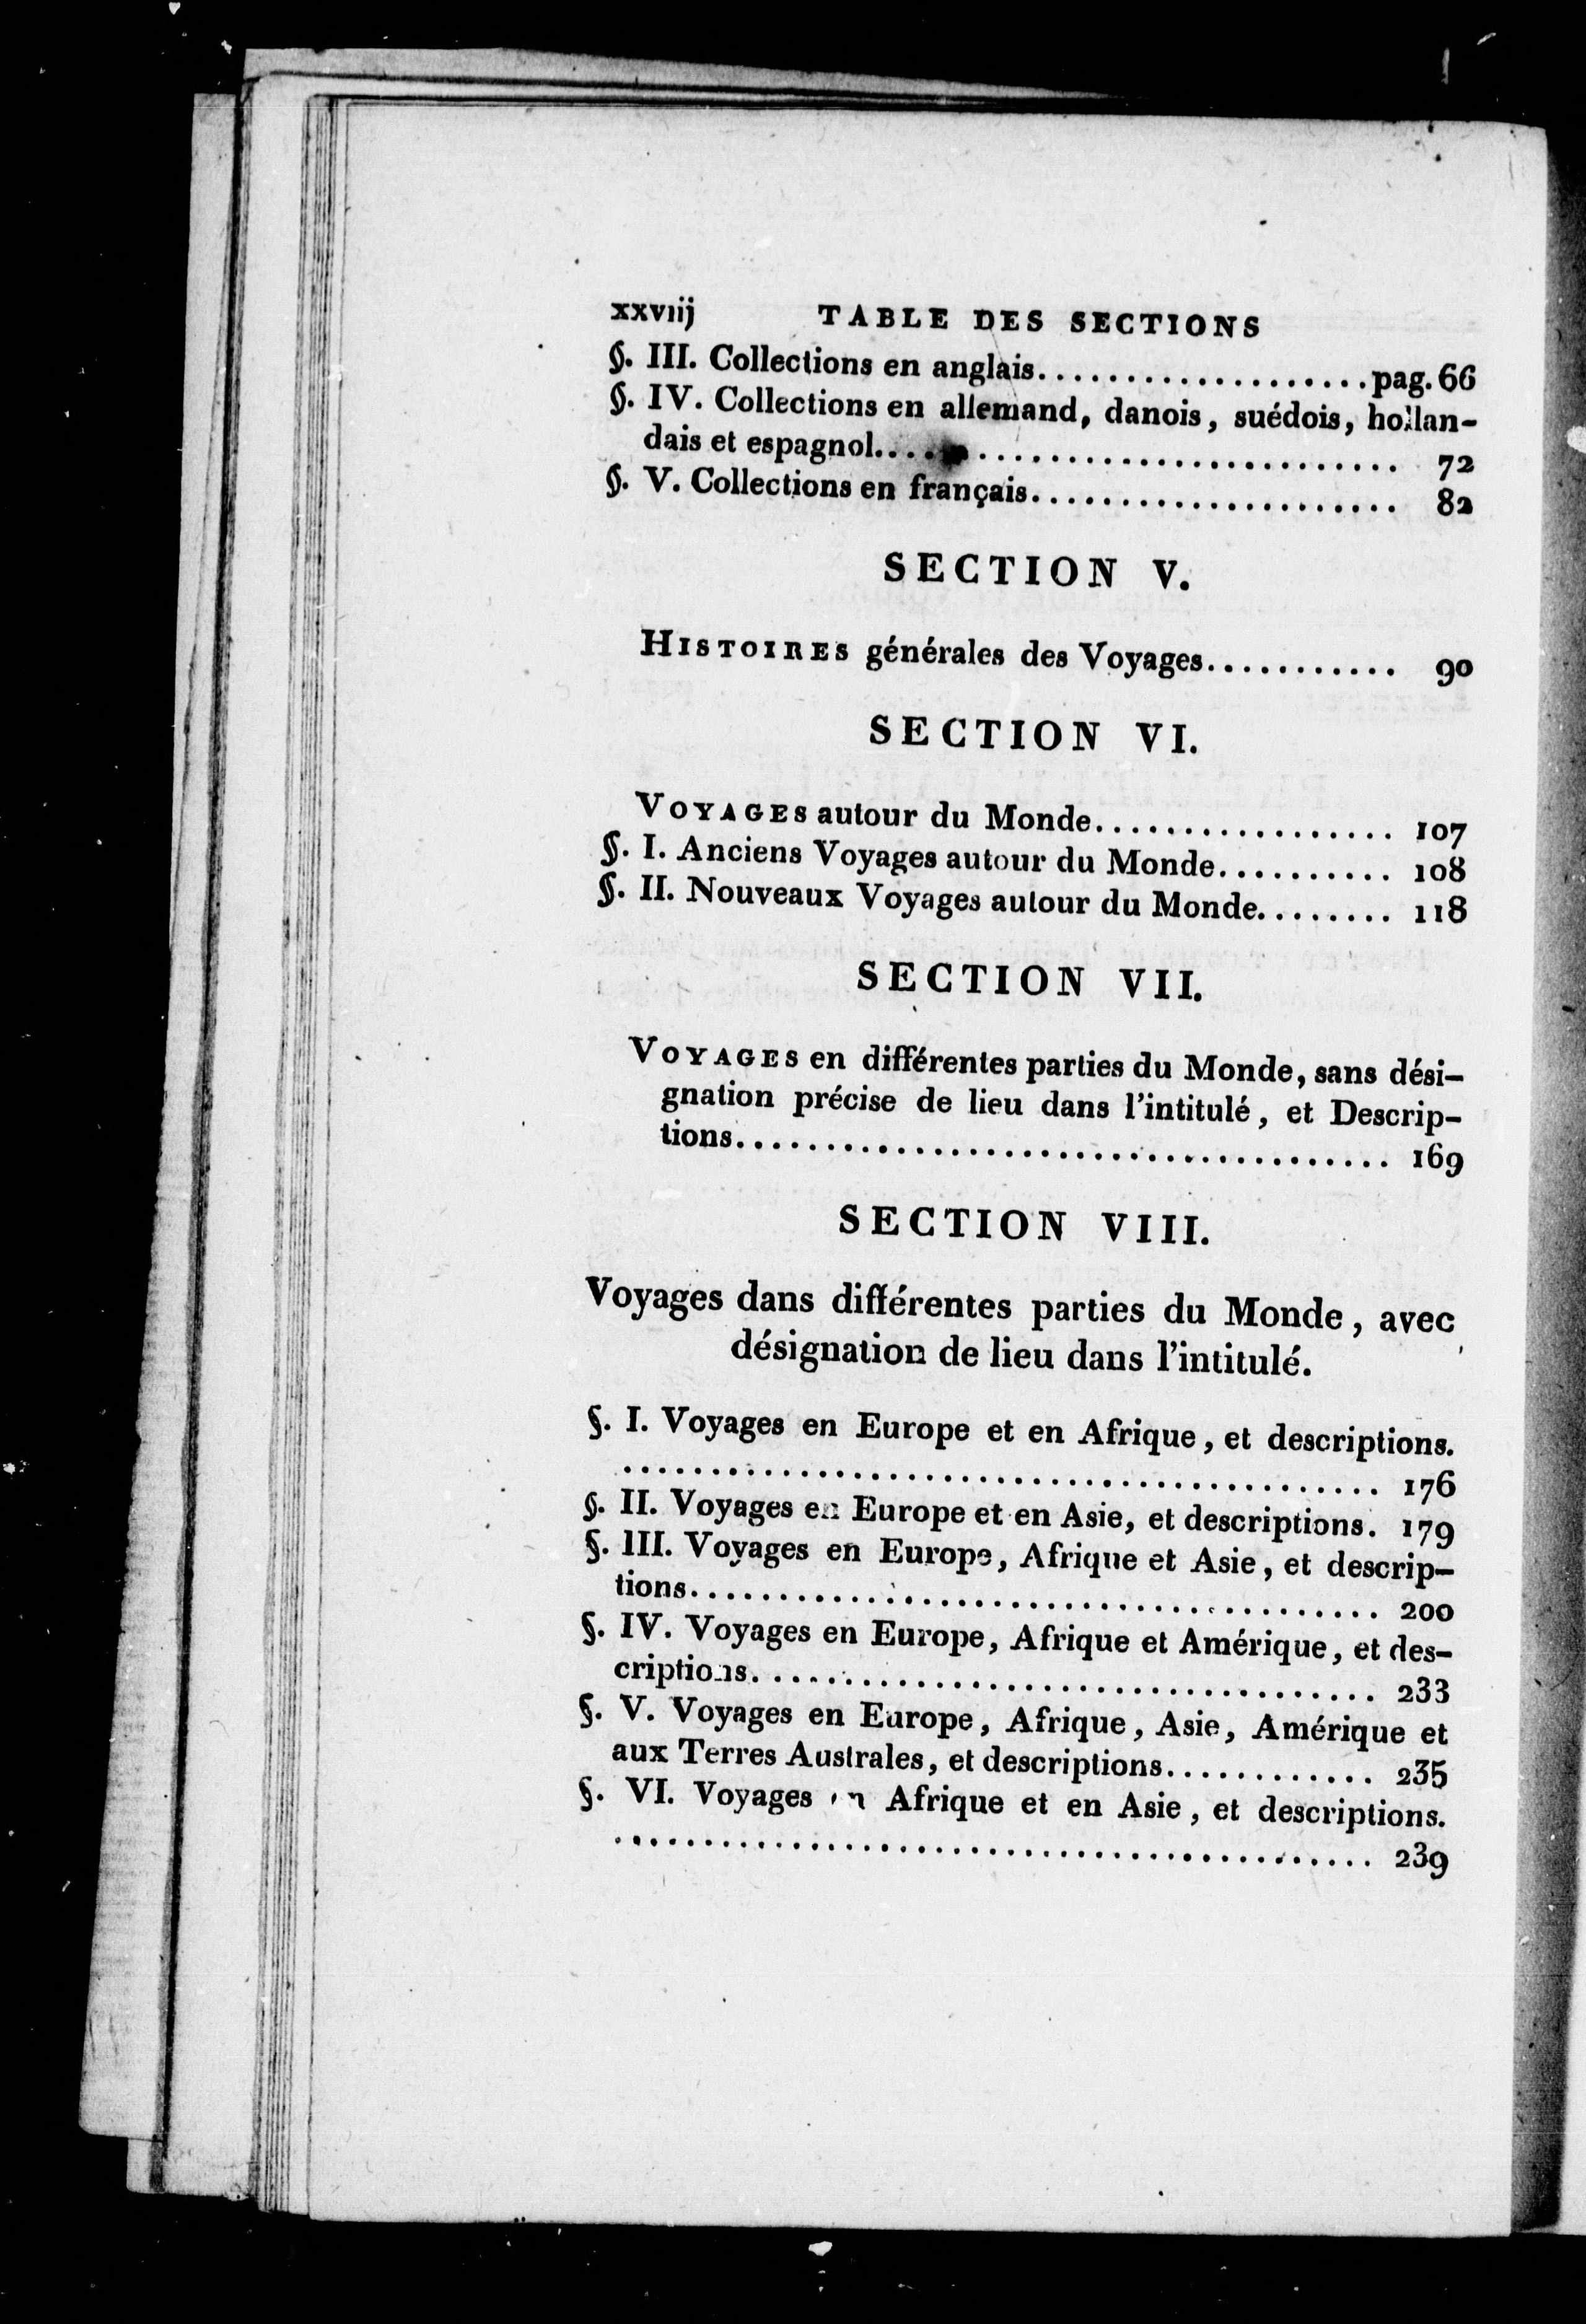 xxviij TABLE DES SECTIONS
§. III. Collections en anglais...................pag. 66
§. IV. Collections en allemand, danois, suédois, hollan-
dais et espagnol............................. 72
§. V. Collections en français..................... 82
SECTION V.
HISTOIRES générales des Voyages........... 90
SECTION VI.
VOYAGES autour du Monde................. 107
§. I. Anciens Voyages autour du Monde.......... 108
§. II. Nouveaux Voyages autour du Monde........ 118
SECTION VII.
VOYAGES en différentes parties du Monde, sans dési-
gnation précise de lieu dans l'intitulé, et Descrip-
tions..................................... 169
SECTION VIII.
Voyages dans différentes parties du Monde, avec
désignation de lieu dans l'intitulé.
§. I. Voyages en Europe et en Afrique, et descriptions.
........................................... 176
§. II. Voyages en Europe et en Asie, et descriptions. 179
§. III. Voyages en Europe, Afrique et Asie, et descrip-
tions....................................... 200
§. IV. Voyages en Europe, Afrique et Amérique, et des-
criptions.................................... 233
§. V. Voyages en Europe, Afrique, Asie, Amérique et
aux Terres Australes, et descriptions............ 235
§. VI. Voyages en Afrique et en Asie, et descriptions.
........................................... 239